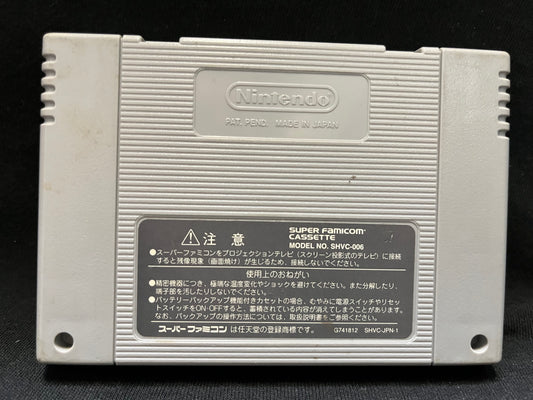 Nintendo
PAT. PEND. MADE IN JAPAN
⚠注意
SUPER FAMICOM
CASSETTE
MODEL NO. SHVC-006
●スーパーファミコンをプロジェクションテレビ(スクリーン投影式のテレビ)に接続
すると残像現象(画面焼け)が生じるため、接続しないでください。
使用上のおねがい
●精密機器につき、極端な温度変化やショックを避けてください。また分解したり、
端子部を汚したりしないでください。
●バッテリーバックアップ機能付きカセットの場合、むやみに電源スイッチやリセッ
トスイッチをON・OFFすると、蓄積されている内容が消えてしまうことがあります。
なお、バックアップの操作方法については、取扱説明書をご参照ください。
スーパーファミコン は任天堂の登録商標です。
G741812 SHVC-JPN-1